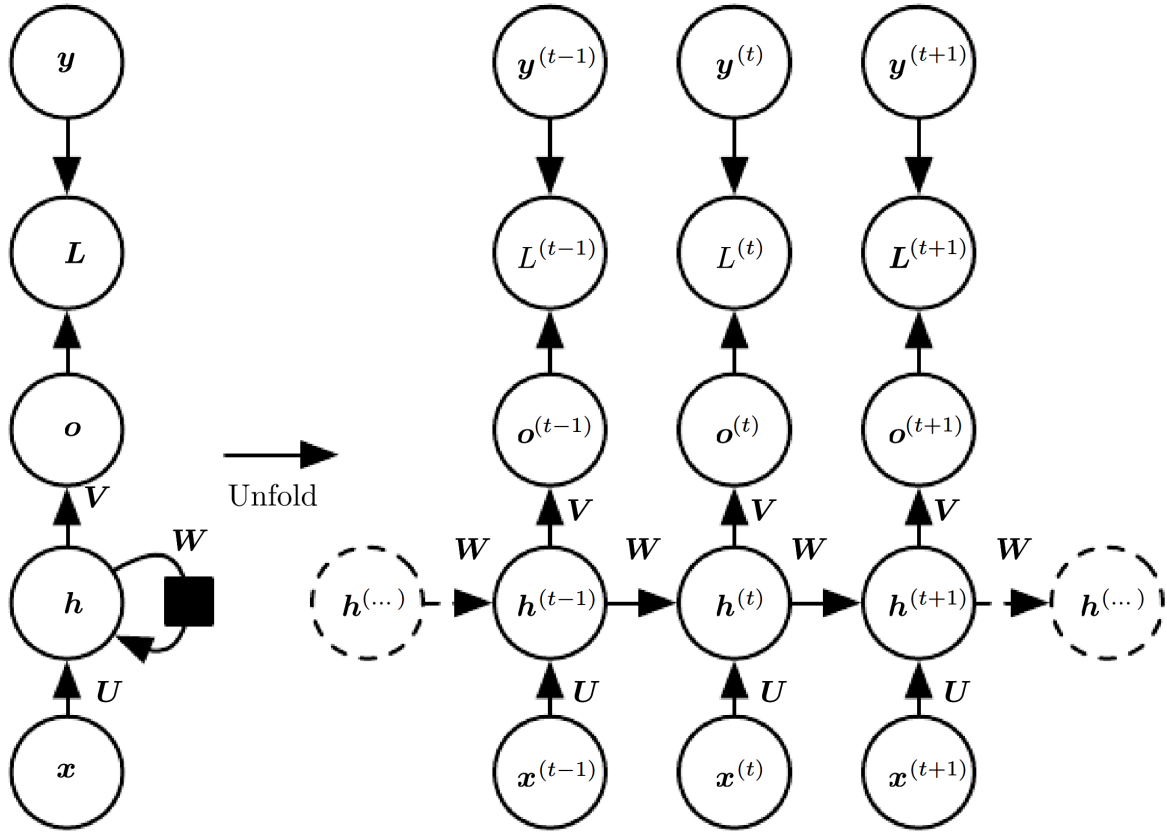 y y^(t−1) y^(t) y^(t+1)
L L^(t−1) L^(t) L^(t+1)
o o^(t−1) o^(t) o^(t+1)
Unfold
V V V V
W W W W W
h h^(...) h^(t−1) h^(t) h^(t+1) h^(...)
U U U U
x x^(t−1) x^(t) x^(t+1)